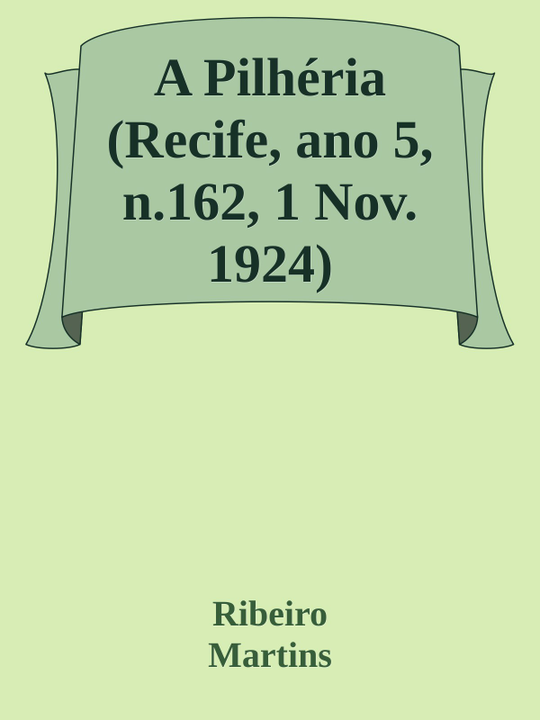 A Pilhéria
(Recife, ano 5,
n.162, 1 Nov.
1924)
Ribeiro
Martins